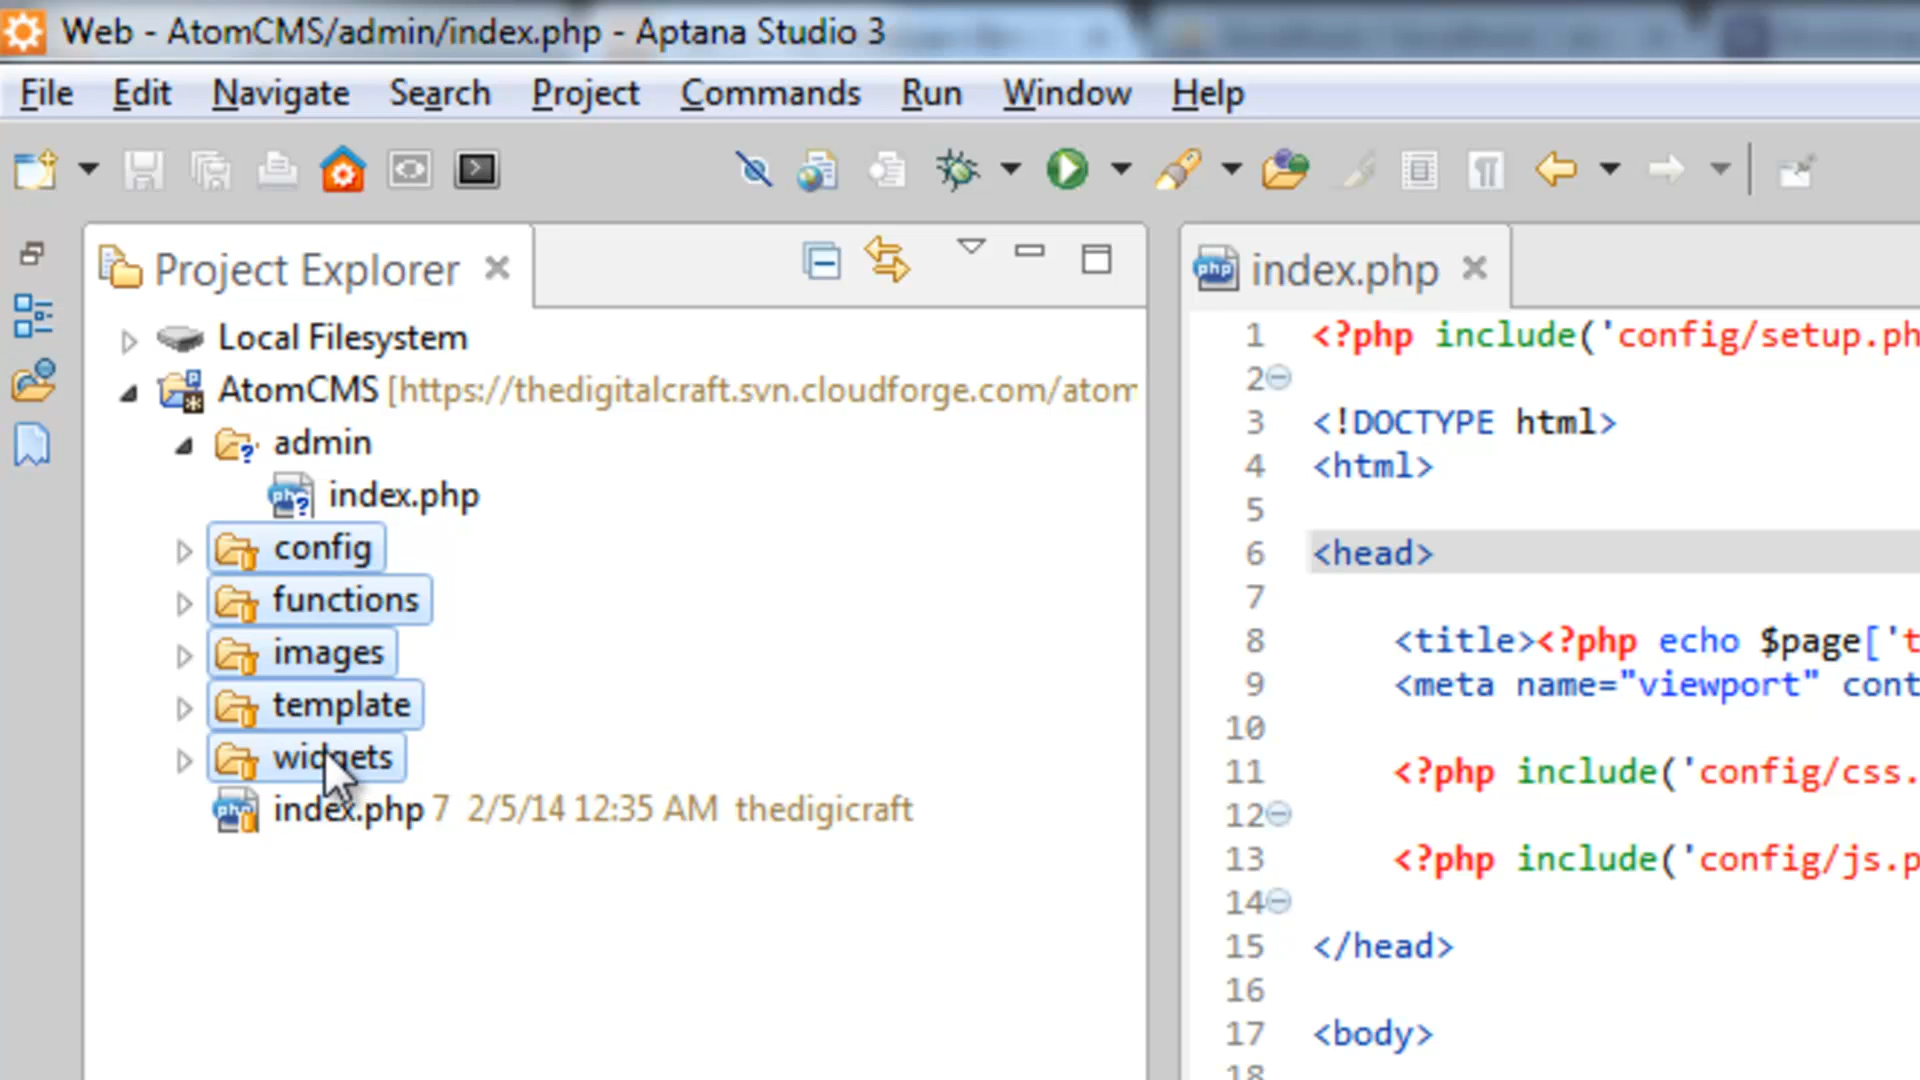 Web - AtomCMS/admin/index.php - Aptana Studio 3
File Edit Navigate Search Project Commands Run Window Help
Project Explorer
Local Filesystem
AtomCMS [https://thedigitalcraft.svn.cloudforge.com/atom
admin
index.php
config
functions
images
template
widgets
index.php 7 2/5/14 12:35 AM thedigicraft
index.php
1 <?php include('config/setup.ph
2
3 <!DOCTYPE html>
4 <html>
5
6 <head>
7
8 <title><?php echo $page['t
9 <meta name="viewport" cont
10
11 <?php include('config/css.
12
13 <?php include('config/js.p
14
15 </head>
16
17 <body>
18